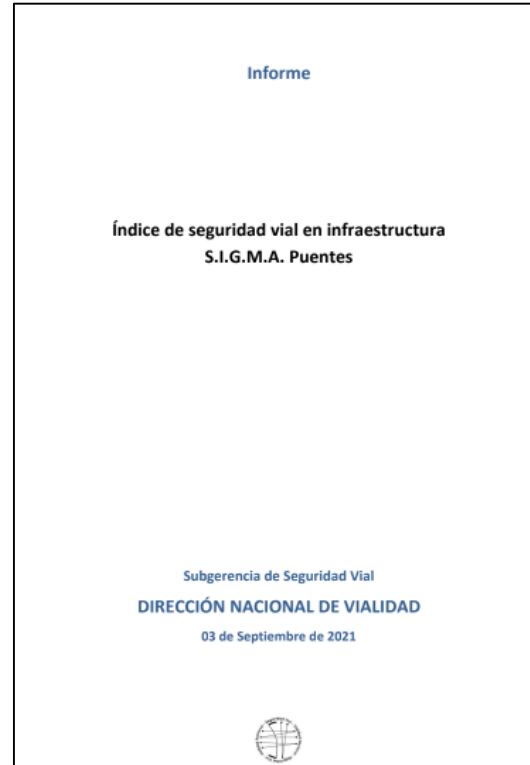 Informe
Índice de seguridad vial en infraestructura
S.I.G.M.A. Puentes
Subgerencia de Seguridad Vial
DIRECCIÓN NACIONAL DE VIALIDAD
03 de Septiembre de 2021